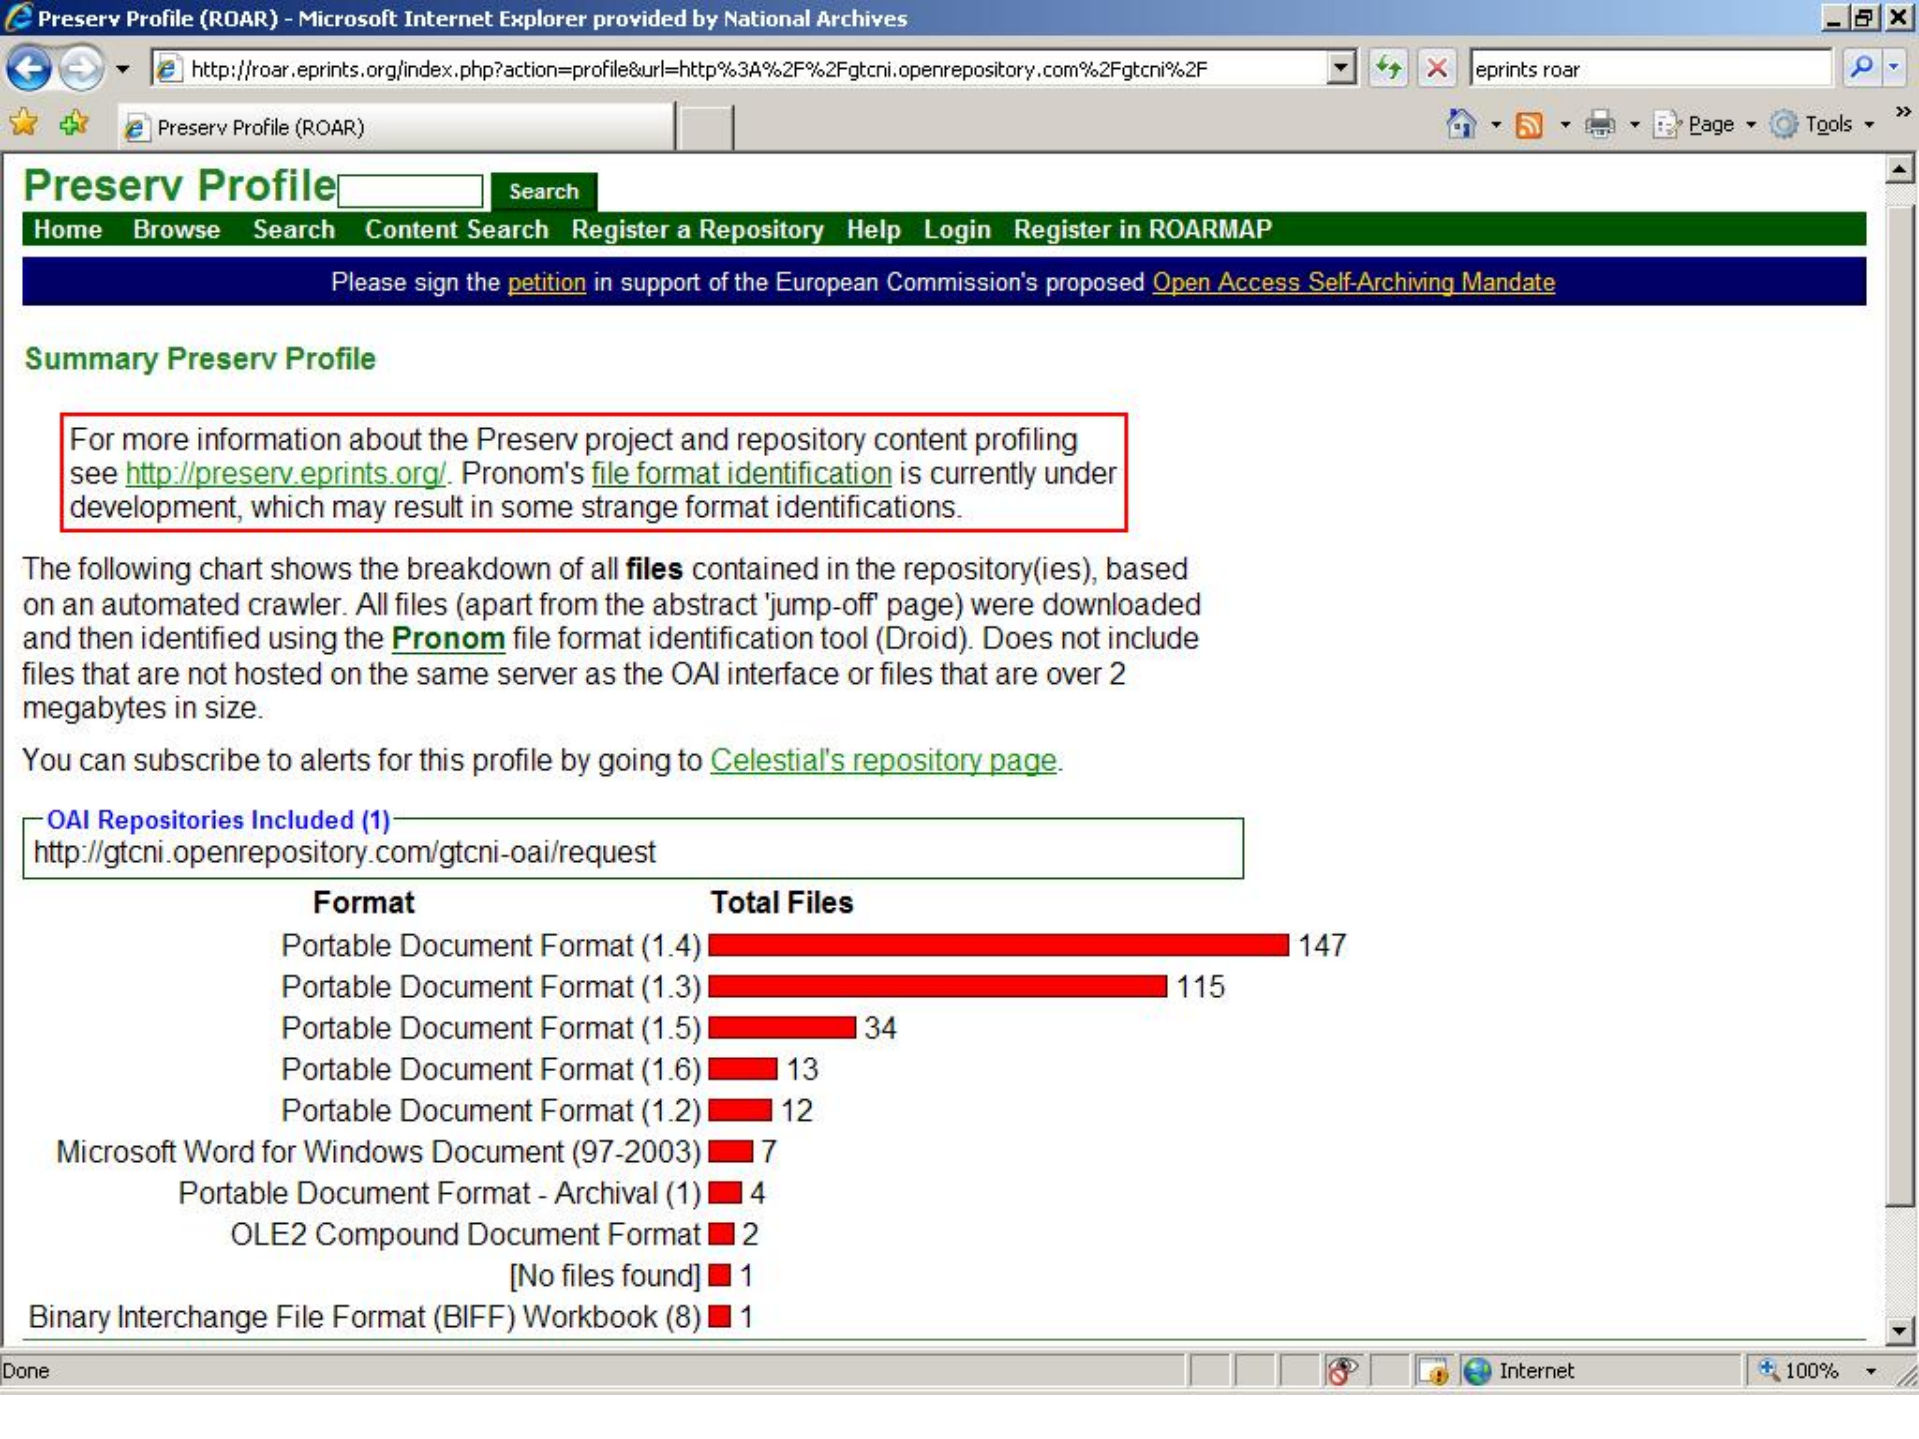 Preserv Profile (ROAR) - Microsoft Internet Explorer provided by National Archives
http://roar.eprints.org/index.php?action=profile&url=http%3A%2F%2Fgtcni.openrepository.com%2Fgtcni%2F
eprints roar
Preserv Profile (ROAR)
Page Tools »
Preserv Profile Search
Home Browse Search Content Search Register a Repository Help Login Register in ROARMAP
Please sign the petition in support of the European Commission's proposed Open Access Self-Archiving Mandate
Summary Preserv Profile
For more information about the Preserv project and repository content profiling
see http://preserv.eprints.org/. Pronom's file format identification is currently under
development, which may result in some strange format identifications.
The following chart shows the breakdown of all files contained in the repository(ies), based
on an automated crawler. All files (apart from the abstract 'jump-off' page) were downloaded
and then identified using the Pronom file format identification tool (Droid). Does not include
files that are not hosted on the same server as the OAI interface or files that are over 2
megabytes in size.
You can subscribe to alerts for this profile by going to Celestial's repository page.
OAI Repositories Included (1)
http://gtcni.openrepository.com/gtcni-oai/request
Format Total Files
Portable Document Format (1.4) 147
Portable Document Format (1.3) 115
Portable Document Format (1.5) 34
Portable Document Format (1.6) 13
Portable Document Format (1.2) 12
Microsoft Word for Windows Document (97-2003) 7
Portable Document Format - Archival (1) 4
OLE2 Compound Document Format 2
[No files found] 1
Binary Interchange File Format (BIFF) Workbook (8) 1
Done Internet 100%